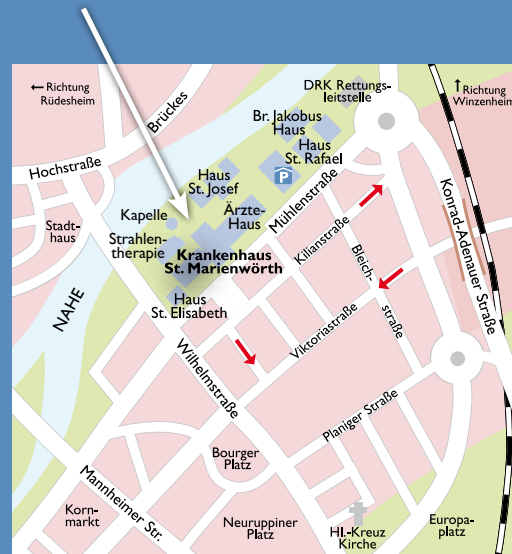 DRK Rettungs-
leitstelle
← Richtung
Rüdesheim
↑ Richtung
Winzenheim
Brückes
Br. Jakobus
Haus
Haus
St. Rafael
Hochstraße
P
Haus
St. Josef
Mühlenstraße
Konrad-Adenauer Straße
Stadt-
haus
Kapelle
Ärzte-
Haus
Kilianstraße
Strahlen-
therapie
Krankenhaus
St. Marienwörth
Bleich-
straße
NAHE
Haus
St. Elisabeth
Viktoriastraße
Wilhelmstraße
Planiger Straße
Bourger
Platz
Mannheimer Str.
Korn-
markt
Neuruppiner
Platz
Hl.-Kreuz
Kirche
Europa-
platz